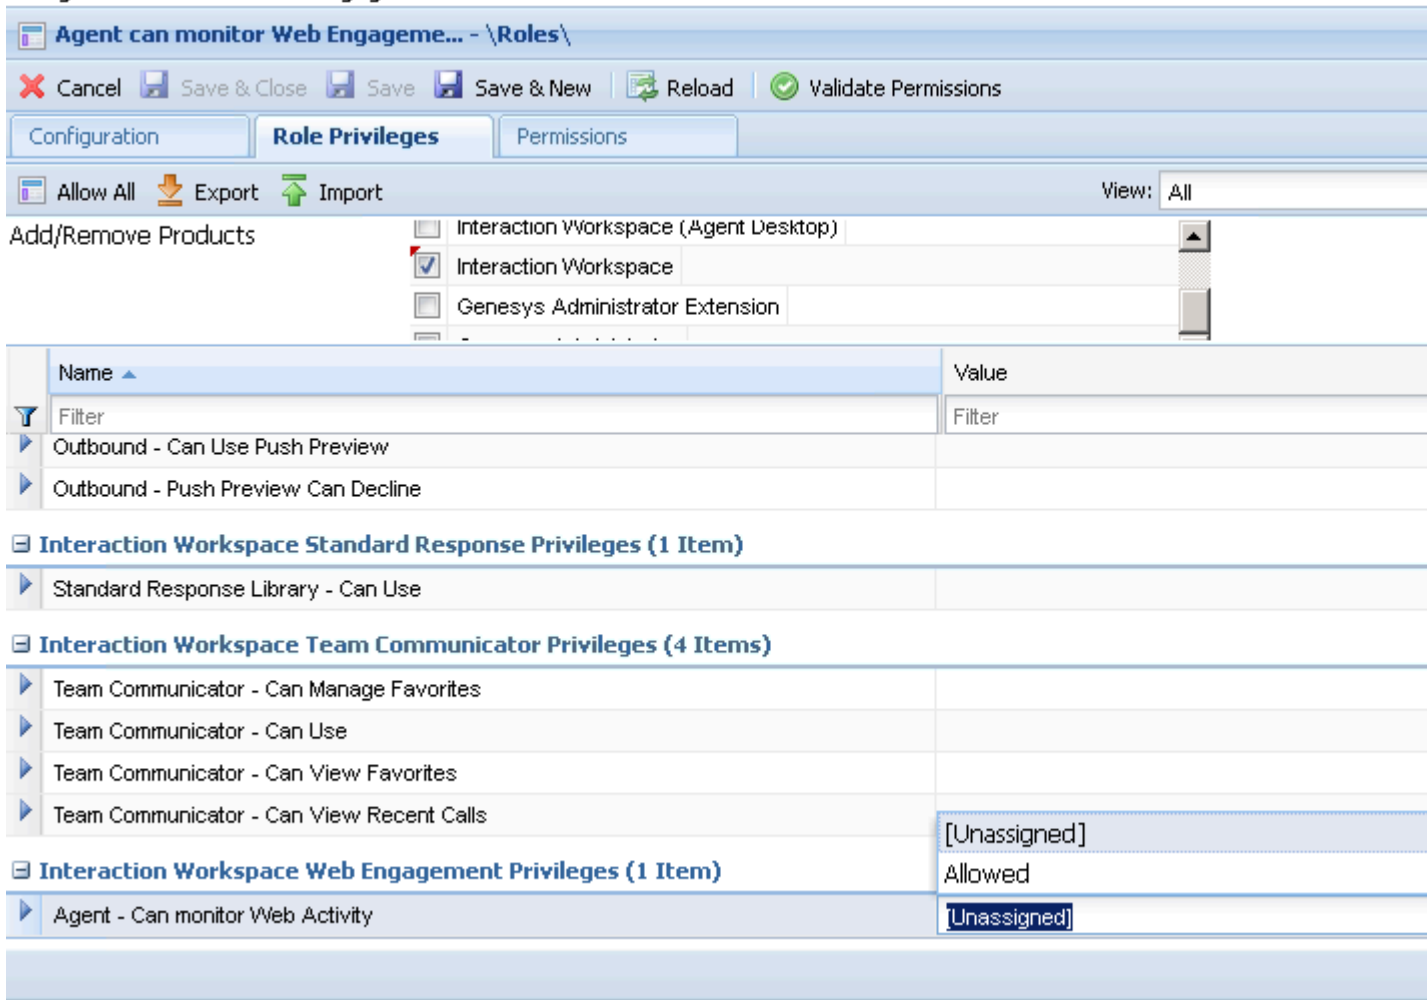 Agent can monitor Web Engageme... - \Roles\
Cancel Save & Close Save Save & New Reload Validate Permissions
Configuration Role Privileges Permissions
Allow All Export Import View: All
Add/Remove Products
Interaction Workspace (Agent Desktop)
Interaction Workspace
Genesys Administrator Extension
Name Value
Filter Filter
Outbound - Can Use Push Preview
Outbound - Push Preview Can Decline
Interaction Workspace Standard Response Privileges (1 Item)
Standard Response Library - Can Use
Interaction Workspace Team Communicator Privileges (4 Items)
Team Communicator - Can Manage Favorites
Team Communicator - Can Use
Team Communicator - Can View Favorites
Team Communicator - Can View Recent Calls
[Unassigned]
Interaction Workspace Web Engagement Privileges (1 Item) Allowed
Agent - Can monitor Web Activity [Unassigned]